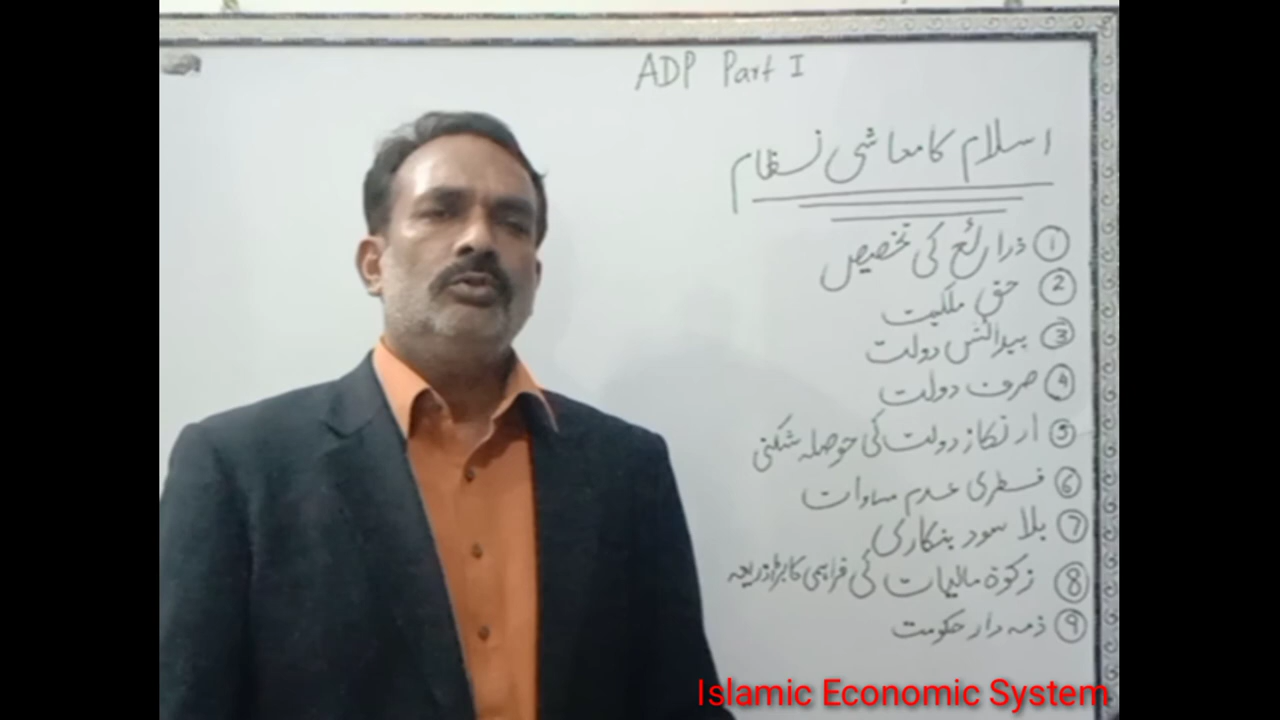 ADP Part I
اسلام کا معاشی نظام
① ذرائع کی تخصیص
② حق ملکیت
③ پیدائش دولت
④ صرف دولت
⑤ ارتکاز دولت کی حوصلہ شکنی
⑥ فطری عدم مساوات
⑦ بلا سود بنکاری
⑧ زکوۃ مالیات کی فراہمی کا بڑا ذریعہ
⑨ ذمہ دار حکومت
Islamic Economic System